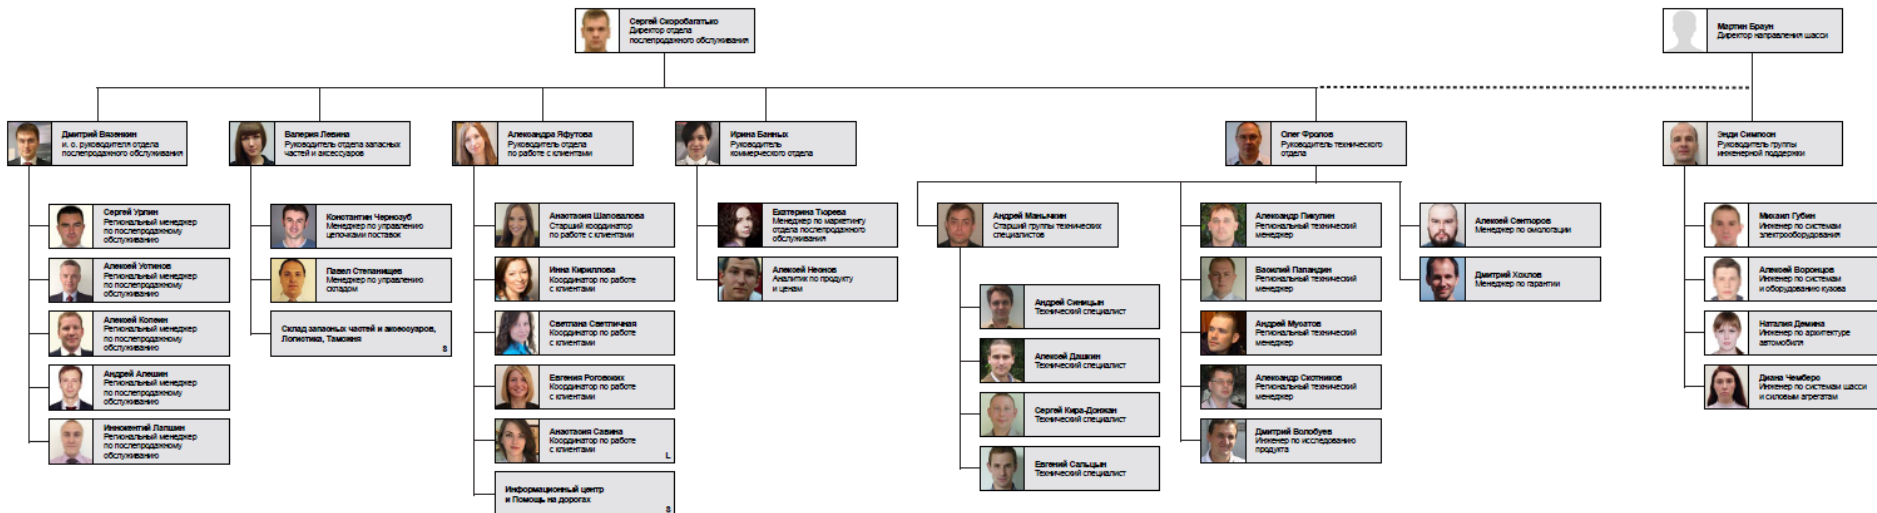 Сергей Скоробагатько
Директор отдела
послепродажного обслуживания
Мартин Браун
Директор направления шасси
Дмитрий Вязенкин
и. о. руководителя отдела
послепродажного обслуживания
Валерия Левина
Руководитель отдела запасных
частей и аксессуаров
Александра Яфутова
Руководитель отдела
по работе с клиентами
Ирина Банных
Руководитель
коммерческого отдела
Олег Фролов
Руководитель технического
отдела
Энди Симпсон
Руководитель группы
инженерной поддержки
Сергей Урлин
Региональный менеджер
по послепродажному
обслуживанию
Алексей Устинов
Региональный менеджер
по послепродажному
обслуживанию
Алексей Копеин
Региональный менеджер
по послепродажному
обслуживанию
Андрей Алешин
Региональный менеджер
по послепродажному
обслуживанию
Иннокентий Лапшин
Региональный менеджер
по послепродажному
обслуживанию
Константин Чернозуб
Менеджер по управлению
цепочками поставок
Павел Степанищев
Менеджер по управлению
складом
Склад запасных частей и аксессуаров,
Логистика, Таможня
S
Анастасия Шаповалова
Старший координатор
по работе с клиентами
Инна Кириллова
Координатор по работе
с клиентами
Светлана Светличная
Координатор по работе
с клиентами
Евгения Роговских
Координатор по работе
с клиентами
Анастасия Савина
Координатор по работе
с клиентами
L
Информационный центр
и Помощь на дорогах
S
Екатерина Тюрева
Менеджер по маркетингу
отдела послепродажного
обслуживания
Алексей Неонов
Аналитик по продукту
и ценам
Андрей Манычкин
Старший группы технических
специалистов
Андрей Синицын
Технический специалист
Алексей Дашкин
Технический специалист
Сергей Кира-Донжан
Технический специалист
Евгений Сальцын
Технический специалист
Александр Пикулин
Региональный технический
менеджер
Василий Папандин
Региональный технический
менеджер
Андрей Мусатов
Региональный технический
менеджер
Александр Скотников
Региональный технический
менеджер
Дмитрий Волобуев
Инженер по исследованию
продукта
Алексей Сентюров
Менеджер по омологации
Дмитрий Хохлов
Менеджер по гарантии
Михаил Губин
Инженер по системам
электрооборудования
Алексей Воронцов
Инженер по системам
и оборудованию кузова
Наталия Демина
Инженер по архитектуре
автомобиля
Диана Чемберс
Инженер по системам шасси
и силовым агрегатам